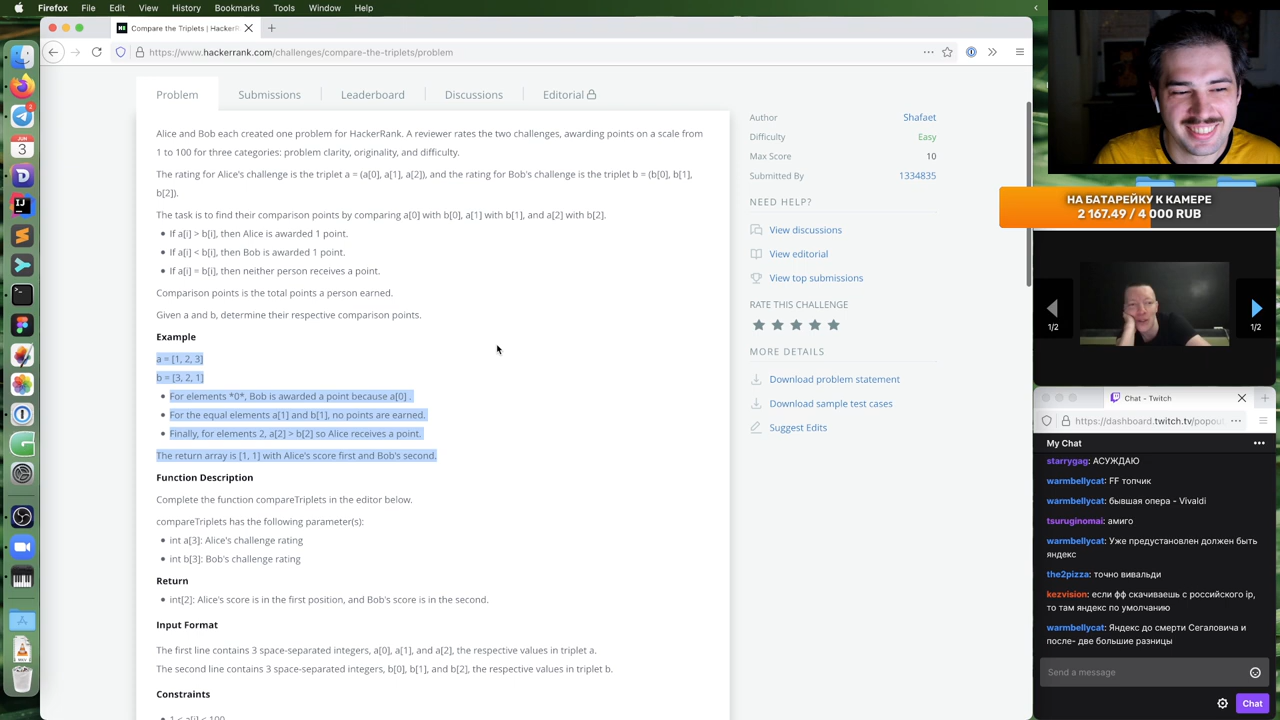 Firefox File Edit View History Bookmarks Tools Window Help
Compare the Triplets | HackerR
https://www.hackerrank.com/challenges/compare-the-triplets/problem
Problem
Submissions
Leaderboard
Discussions
Editorial
Alice and Bob each created one problem for HackerRank. A reviewer rates the two challenges, awarding points on a scale from
1 to 100 for three categories: problem clarity, originality, and difficulty.
The rating for Alice's challenge is the triplet a = (a[0], a[1], a[2]), and the rating for Bob's challenge is the triplet b = (b[0], b[1],
b[2]).
The task is to find their comparison points by comparing a[0] with b[0], a[1] with b[1], and a[2] with b[2].
If a[i] > b[i], then Alice is awarded 1 point.
If a[i] < b[i], then Bob is awarded 1 point.
If a[i] = b[i], then neither person receives a point.
Comparison points is the total points a person earned.
Given a and b, determine their respective comparison points.
Example
a = [1, 2, 3]
b = [3, 2, 1]
For elements *0*, Bob is awarded a point because a[0] .
For the equal elements a[1] and b[1], no points are earned.
Finally, for elements 2, a[2] > b[2] so Alice receives a point.
The return array is [1, 1] with Alice's score first and Bob's second.
Function Description
Complete the function compareTriplets in the editor below.
compareTriplets has the following parameter(s):
int a[3]: Alice's challenge rating
int b[3]: Bob's challenge rating
Return
int[2]: Alice's score is in the first position, and Bob's score is in the second.
Input Format
The first line contains 3 space-separated integers, a[0], a[1], and a[2], the respective values in triplet a.
The second line contains 3 space-separated integers, b[0], b[1], and b[2], the respective values in triplet b.
Constraints
1 ≤ a[i] ≤ 100
Author Shafaet
Difficulty Easy
Max Score 10
Submitted By 1334835
NEED HELP?
View discussions
View editorial
View top submissions
RATE THIS CHALLENGE
MORE DETAILS
Download problem statement
Download sample test cases
Suggest Edits
JUN
3
2
НА БАТАРЕЙКУ К КАМЕРЕ
2 167.49 / 4 000 RUB
1/2
1/2
Chat - Twitch
https://dashboard.twitch.tv/popout
My Chat
starrygag: АСУЖДАЮ
warmbellycat: FF топчик
warmbellycat: бывшая опера - Vivaldi
tsuruginomai: амиго
warmbellycat: Уже предустановлен должен быть
яндекс
the2pizza: точно вивальди
kezvision: если фф скачиваешь с российского ip,
то там яндекс по умолчанию
warmbellycat: Яндекс до смерти Сегаловича и
после- две большие разницы
Send a message
Chat